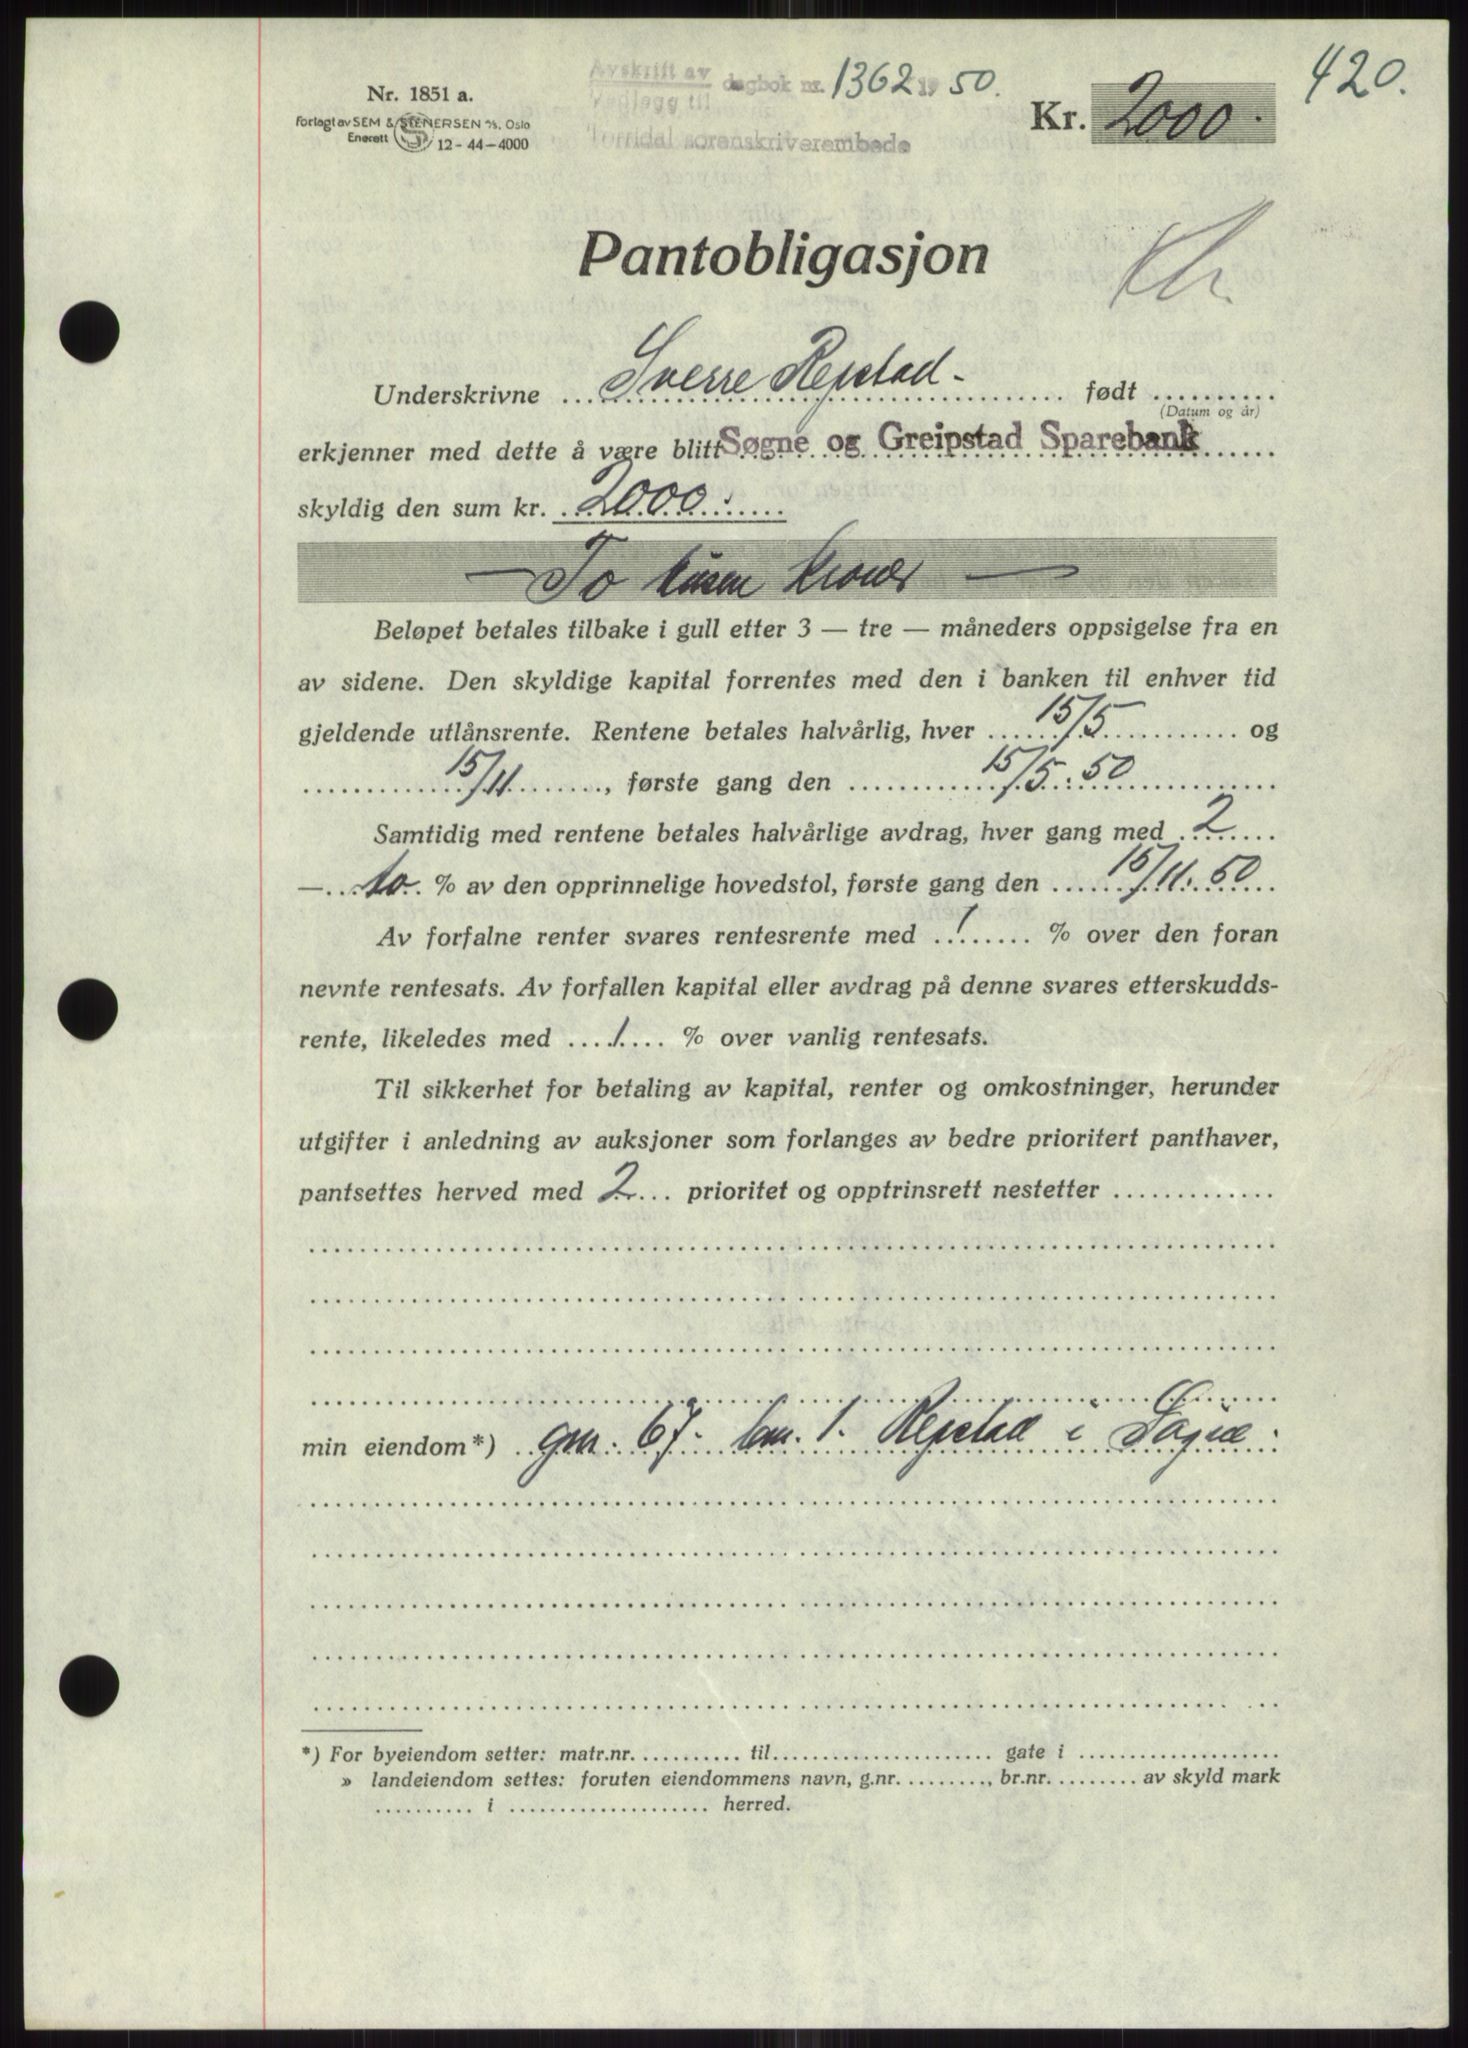 420.
Nr. 1851 a.
Forlagt av SEM & STENERSEN A/S, Oslo
Enerett 12-44-4000
Avskrift av dagbok nr. 1362 1950.
Vedlegg til
Torridal sorenskriverembede
Kr. 2000.
Pantobligasjon
Underskrivne Sverre Repstad - født
(Datum og år)
erkjenner med dette å være blitt Søgne og Greipstad Sparebank
skyldig den sum kr. 2000.
— To tusen kroner —
Beløpet betales tilbake i gull etter 3 — tre — måneders oppsigelse fra en
av sidene. Den skyldige kapital forrentes med den i banken til enhver tid
gjeldende utlånsrente. Rentene betales halvårlig, hver 15/5 og
15/11, første gang den 15/5. 50
Samtidig med rentene betales halvårlige avdrag, hver gang med 2
— to % av den opprinnelige hovedstol, første gang den 15/11. 50
Av forfalne renter svares rentesrente med 1 % over den foran
nevnte rentesats. Av forfallen kapital eller avdrag på denne svares etterskudds-
rente, likeledes med 1 % over vanlig rentesats.
Til sikkerhet for betaling av kapital, renter og omkostninger, herunder
utgifter i anledning av auksjoner som forlanges av bedre prioritert panthaver,
pantsettes herved med 2 prioritet og opptrinsrett nestetter
min eiendom*) gnr. 67. bnr. 1. Repstad i Søgne.
*) For byeiendom setter: matr.nr. til gate i
» landeiendom settes: foruten eiendommens navn, g.nr. , br.nr. av skyld mark
i herred.